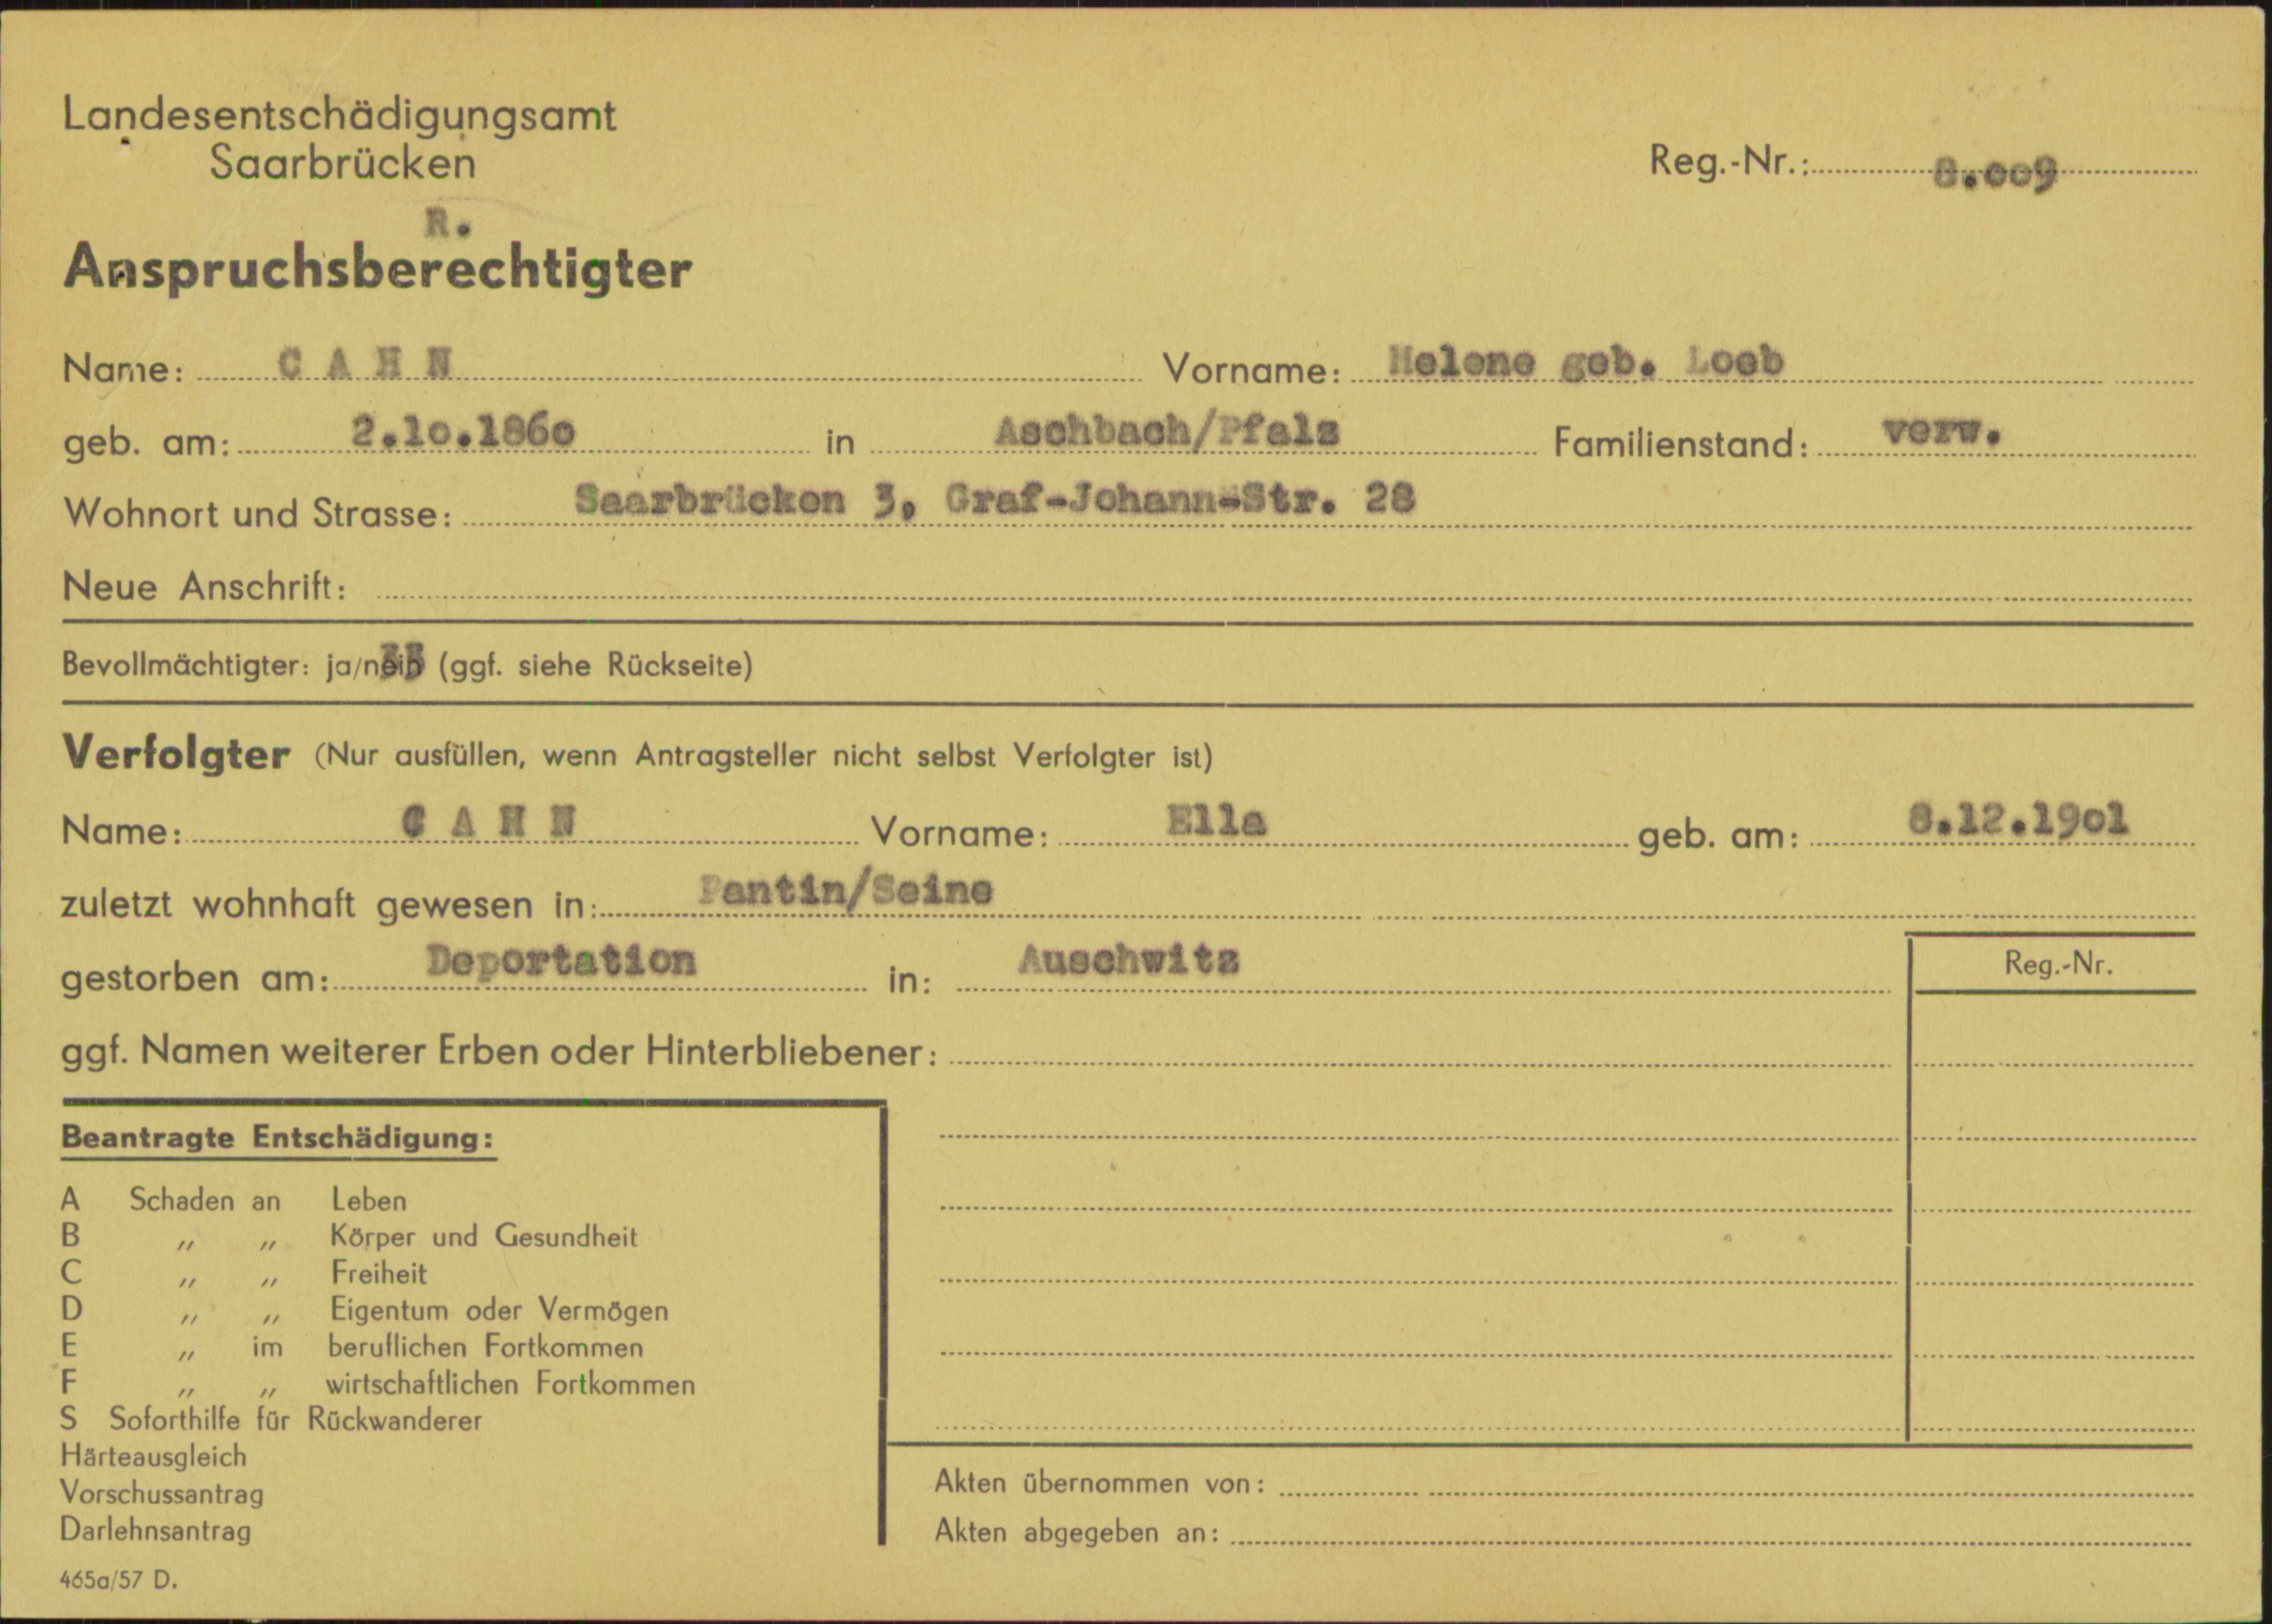 Landesentschädigungsamt
Saarbrücken
Reg.-Nr.: 8.oo9
R.
Anspruchsberechtigter
Name: C A H N Vorname: Helene geb. Loeb
geb. am: 2.1o.186o in Aschbach/Pfalz Familienstand: verw.
Wohnort und Strasse: Saarbrücken 3, Graf-Johann-Str. 28
Neue Anschrift:
Bevollmächtigter: ja/nein (ggf. siehe Rückseite)
Verfolgter (Nur ausfüllen, wenn Antragsteller nicht selbst Verfolgter ist)
Name: C A H N Vorname: Ella geb. am: 8.12.19o1
zuletzt wohnhaft gewesen in: Pantin/Seine
gestorben am: Deportation in: Auschwitz
Reg.-Nr.
ggf. Namen weiterer Erben oder Hinterbliebener:
Beantragte Entschädigung:
A Schaden an Leben
B " " Körper und Gesundheit
C " " Freiheit
D " " Eigentum oder Vermögen
E " im beruflichen Fortkommen
F " " wirtschaftlichen Fortkommen
S Soforthilfe für Rückwanderer
Härteausgleich
Vorschussantrag
Darlehnsantrag
Akten übernommen von:
Akten abgegeben an:
465a/57 D.